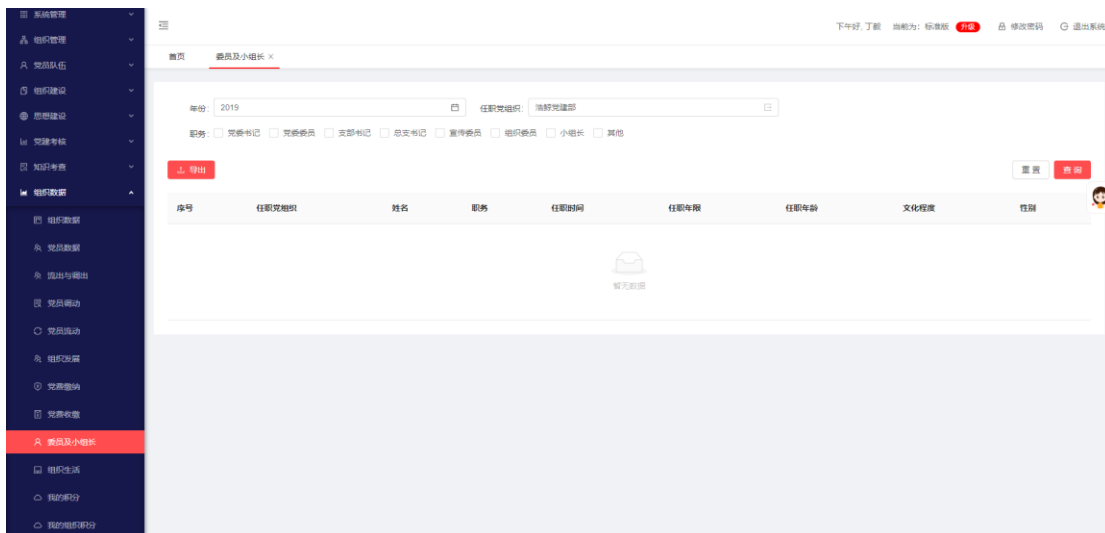 系统管理
下午好, 丁毅 当前为: 标准版 升级 修改密码 退出系统
组织管理
首页 委员及小组长 ×
党员队伍
组织建设
年份: 2019 任职党组织: 浩鲸党建部
思想建设
职务: 党委书记 党委委员 支部书记 总支书记 宣传委员 组织委员 小组长 其他
党建考核
知识考查
导出 重置 查询
组织数据
序号 任职党组织 姓名 职务 任职时间 任职年限 任职年龄 文化程度 性别
组织数据
党员数据
流出与调出
暂无数据
党员调动
党员流动
组织发展
党费缴纳
党费收缴
委员及小组长
组织生活
我的积分
我的组织积分